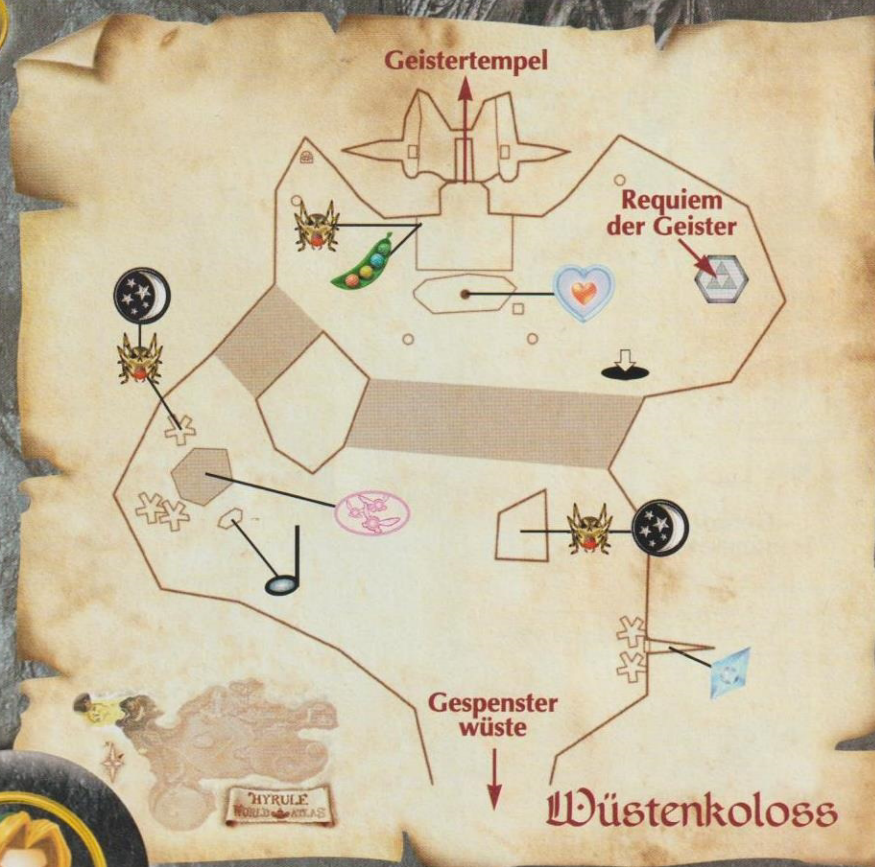 Geistertempel
Requiem
der Geister
Gespenster
wüste
HYRULE
WORLD ATLAS
Wüstenkoloss